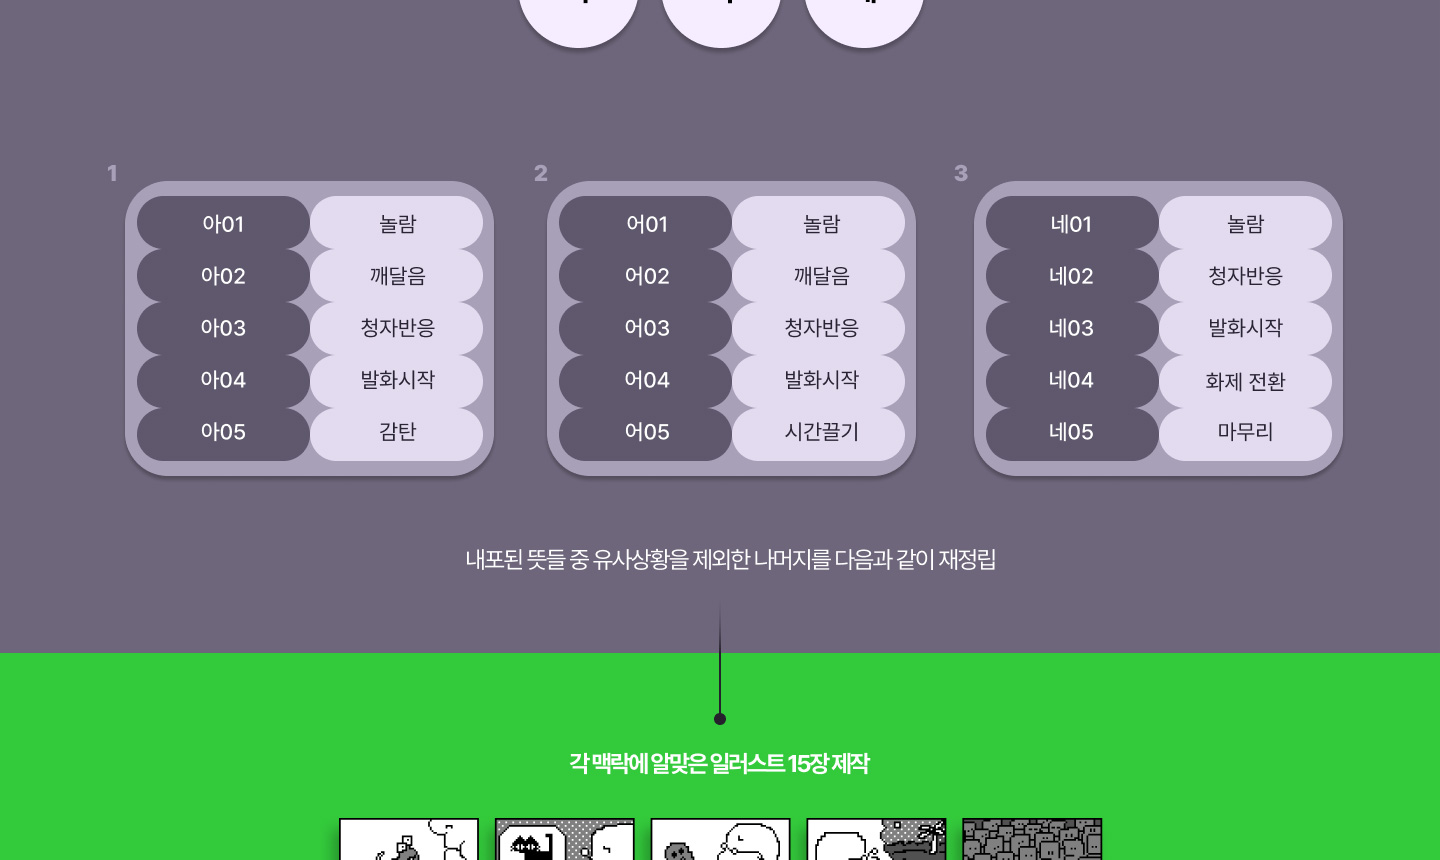 1
아01 놀람
아02 깨달음
아03 청자반응
아04 발화시작
아05 감탄
2
어01 놀람
어02 깨달음
어03 청자반응
어04 발화시작
어05 시간끌기
3
네01 놀람
네02 청자반응
네03 발화시작
네04 화제 전환
네05 마무리
내포된 뜻들 중 유사상황을 제외한 나머지를 다음과 같이 재정립
각 맥락에 알맞은 일러스트 15장 제작